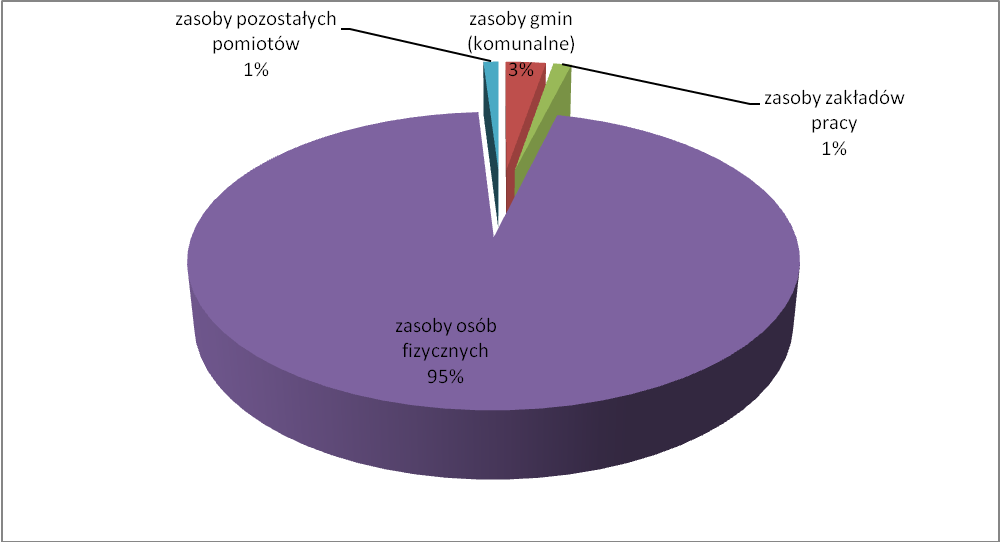 zasoby pozostałych
pomiotów
1%
zasoby gmin
(komunalne)
3%
zasoby zakładów
pracy
1%
zasoby osób
fizycznych
95%